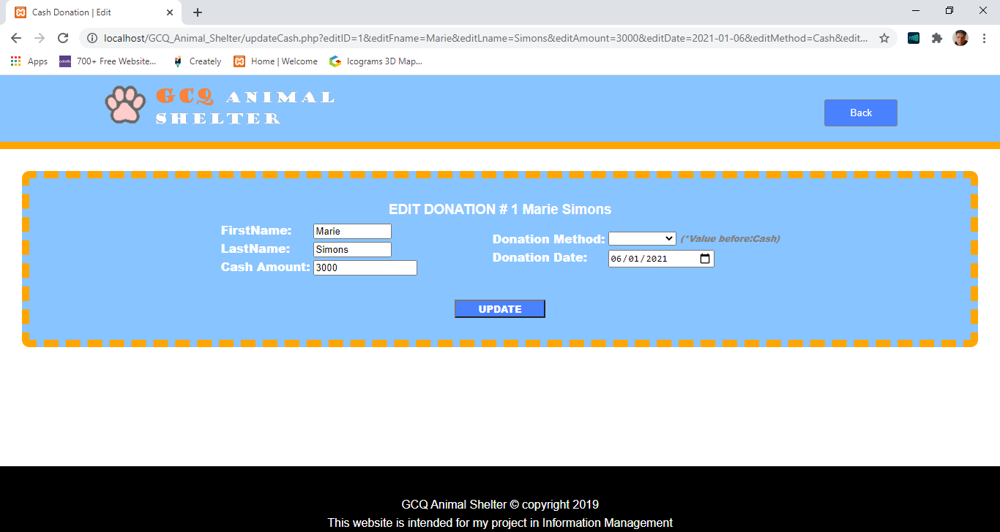 Cash Donation | Edit
localhost/GCQ_Animal_Shelter/updateCash.php?editID=1&editFname=Marie&editLname=Simons&editAmount=3000&editDate=2021-01-06&editMethod=Cash&edit...
Apps
colorlib
700+ Free Website...
Creately
Home | Welcome
Icograms 3D Map...
GCQ ANIMAL
SHELTER
Back
EDIT DONATION # 1 Marie Simons
FirstName: Marie
LastName: Simons
Cash Amount: 3000
Donation Method: (*Value before:Cash)
Donation Date: 06/01/2021
UPDATE
GCQ Animal Shelter © copyright 2019
This website is intended for my project in Information Management